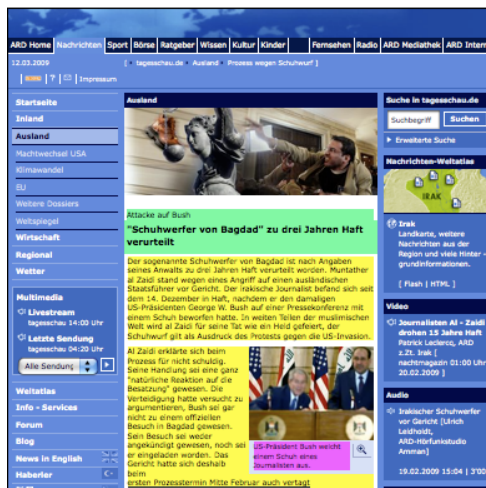 ARD Home Nachrichten Sport Börse Ratgeber Wissen Kultur Kinder Fernsehen Radio ARD Mediathek ARD Intern
12.03.2009 [ • tagesschau.de • Ausland • Prozess wegen Schuhwurf ]
| ? | Impressum
Startseite
Inland
Ausland
Machtwechsel USA
Klimawandel
EU
Weitere Dossiers
Weltspiegel
Wirtschaft
Regional
Wetter
Multimedia
Livestream
tagesschau 14:00 Uhr
Letzte Sendung
tagesschau 04:20 Uhr
Alle Sendung
Weltatlas
Info - Services
Forum
Blog
News in English
Haberler
Ausland
Attacke auf Bush
"Schuhwerfer von Bagdad" zu drei Jahren Haft
verurteilt
Der sogenannte Schuhwerfer von Bagdad ist nach Angaben
seines Anwalts zu drei Jahren Haft verurteilt worden. Muntather
al Zaidi stand wegen eines Angriff auf einen ausländischen
Staatsführer vor Gericht. Der irakische Journalist befand sich seit
dem 14. Dezember in Haft, nachdem er den damaligen
US-Präsidenten George W. Bush auf einer Pressekonferenz mit
einem Schuh beworfen hatte. In weiten Teilen der muslimischen
Welt wird al Zaidi für seine Tat wie ein Held gefeiert, der
Schuhwurf gilt als Ausdruck des Protests gegen die US-Invasion.
Al Zaidi erklärte sich beim
Prozess für nicht schuldig.
Seine Handlung sei eine ganz
"natürliche Reaktion auf die
Besatzung" gewesen. Die
Verteidigung hatte versucht zu
argumentieren, Bush sei gar
nicht zu einem offiziellen
Besuch in Bagdad gewesen.
Sein Besuch sei weder
angekündigt gewesen, noch sei
er eingeladen worden. Das
Gericht hatte sich deshalb
beim
ersten Prozesstermin Mitte Februar auch vertagt
US-Präsident Bush weicht
einem Schuh eines
Journalisten aus.
Suche in tagesschau.de
Suchbegriff Suchen
Erweiterte Suche
Nachrichten-Weltatlas
IRAK
Irak
Landkarte, weitere
Nachrichten aus der
Region und viele Hinter-
grundinformationen.
[ Flash | HTML ]
Video
Journalisten Al - Zaidi
drohen 15 Jahre Haft
Patrick Leclercq, ARD
z.Zt. Irak [
nachtmagazin 01:00 Uhr
20.02.2009 ]
Audio
Irakischer Schuhwerfer
vor Gericht [Ulrich
Leidholdt,
ARD-Hörfunkstudio
Amman]
19.02.2009 15:04 | 3'00